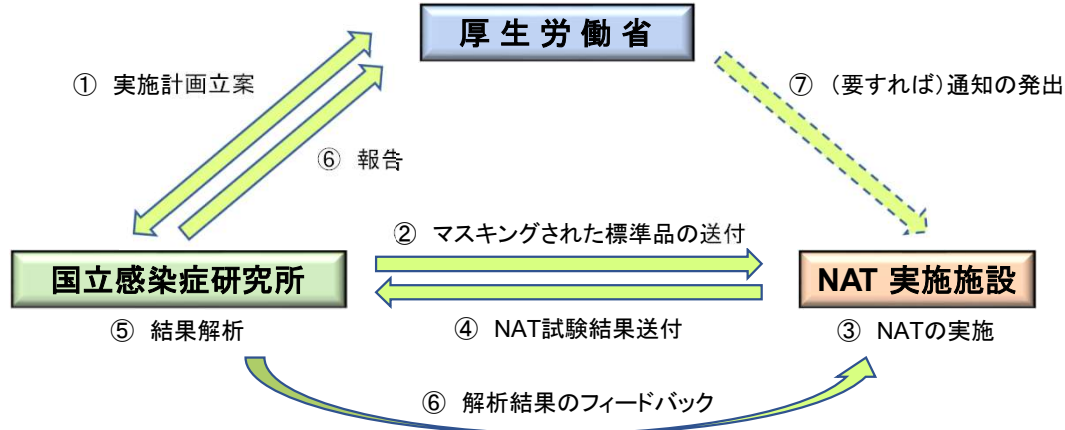 厚生労働省
① 実施計画立案
⑦ (要すれば)通知の発出
⑥ 報告
② マスキングされた標準品の送付
国立感染症研究所
NAT 実施施設
⑤ 結果解析
④ NAT試験結果送付
③ NATの実施
⑥ 解析結果のフィードバック